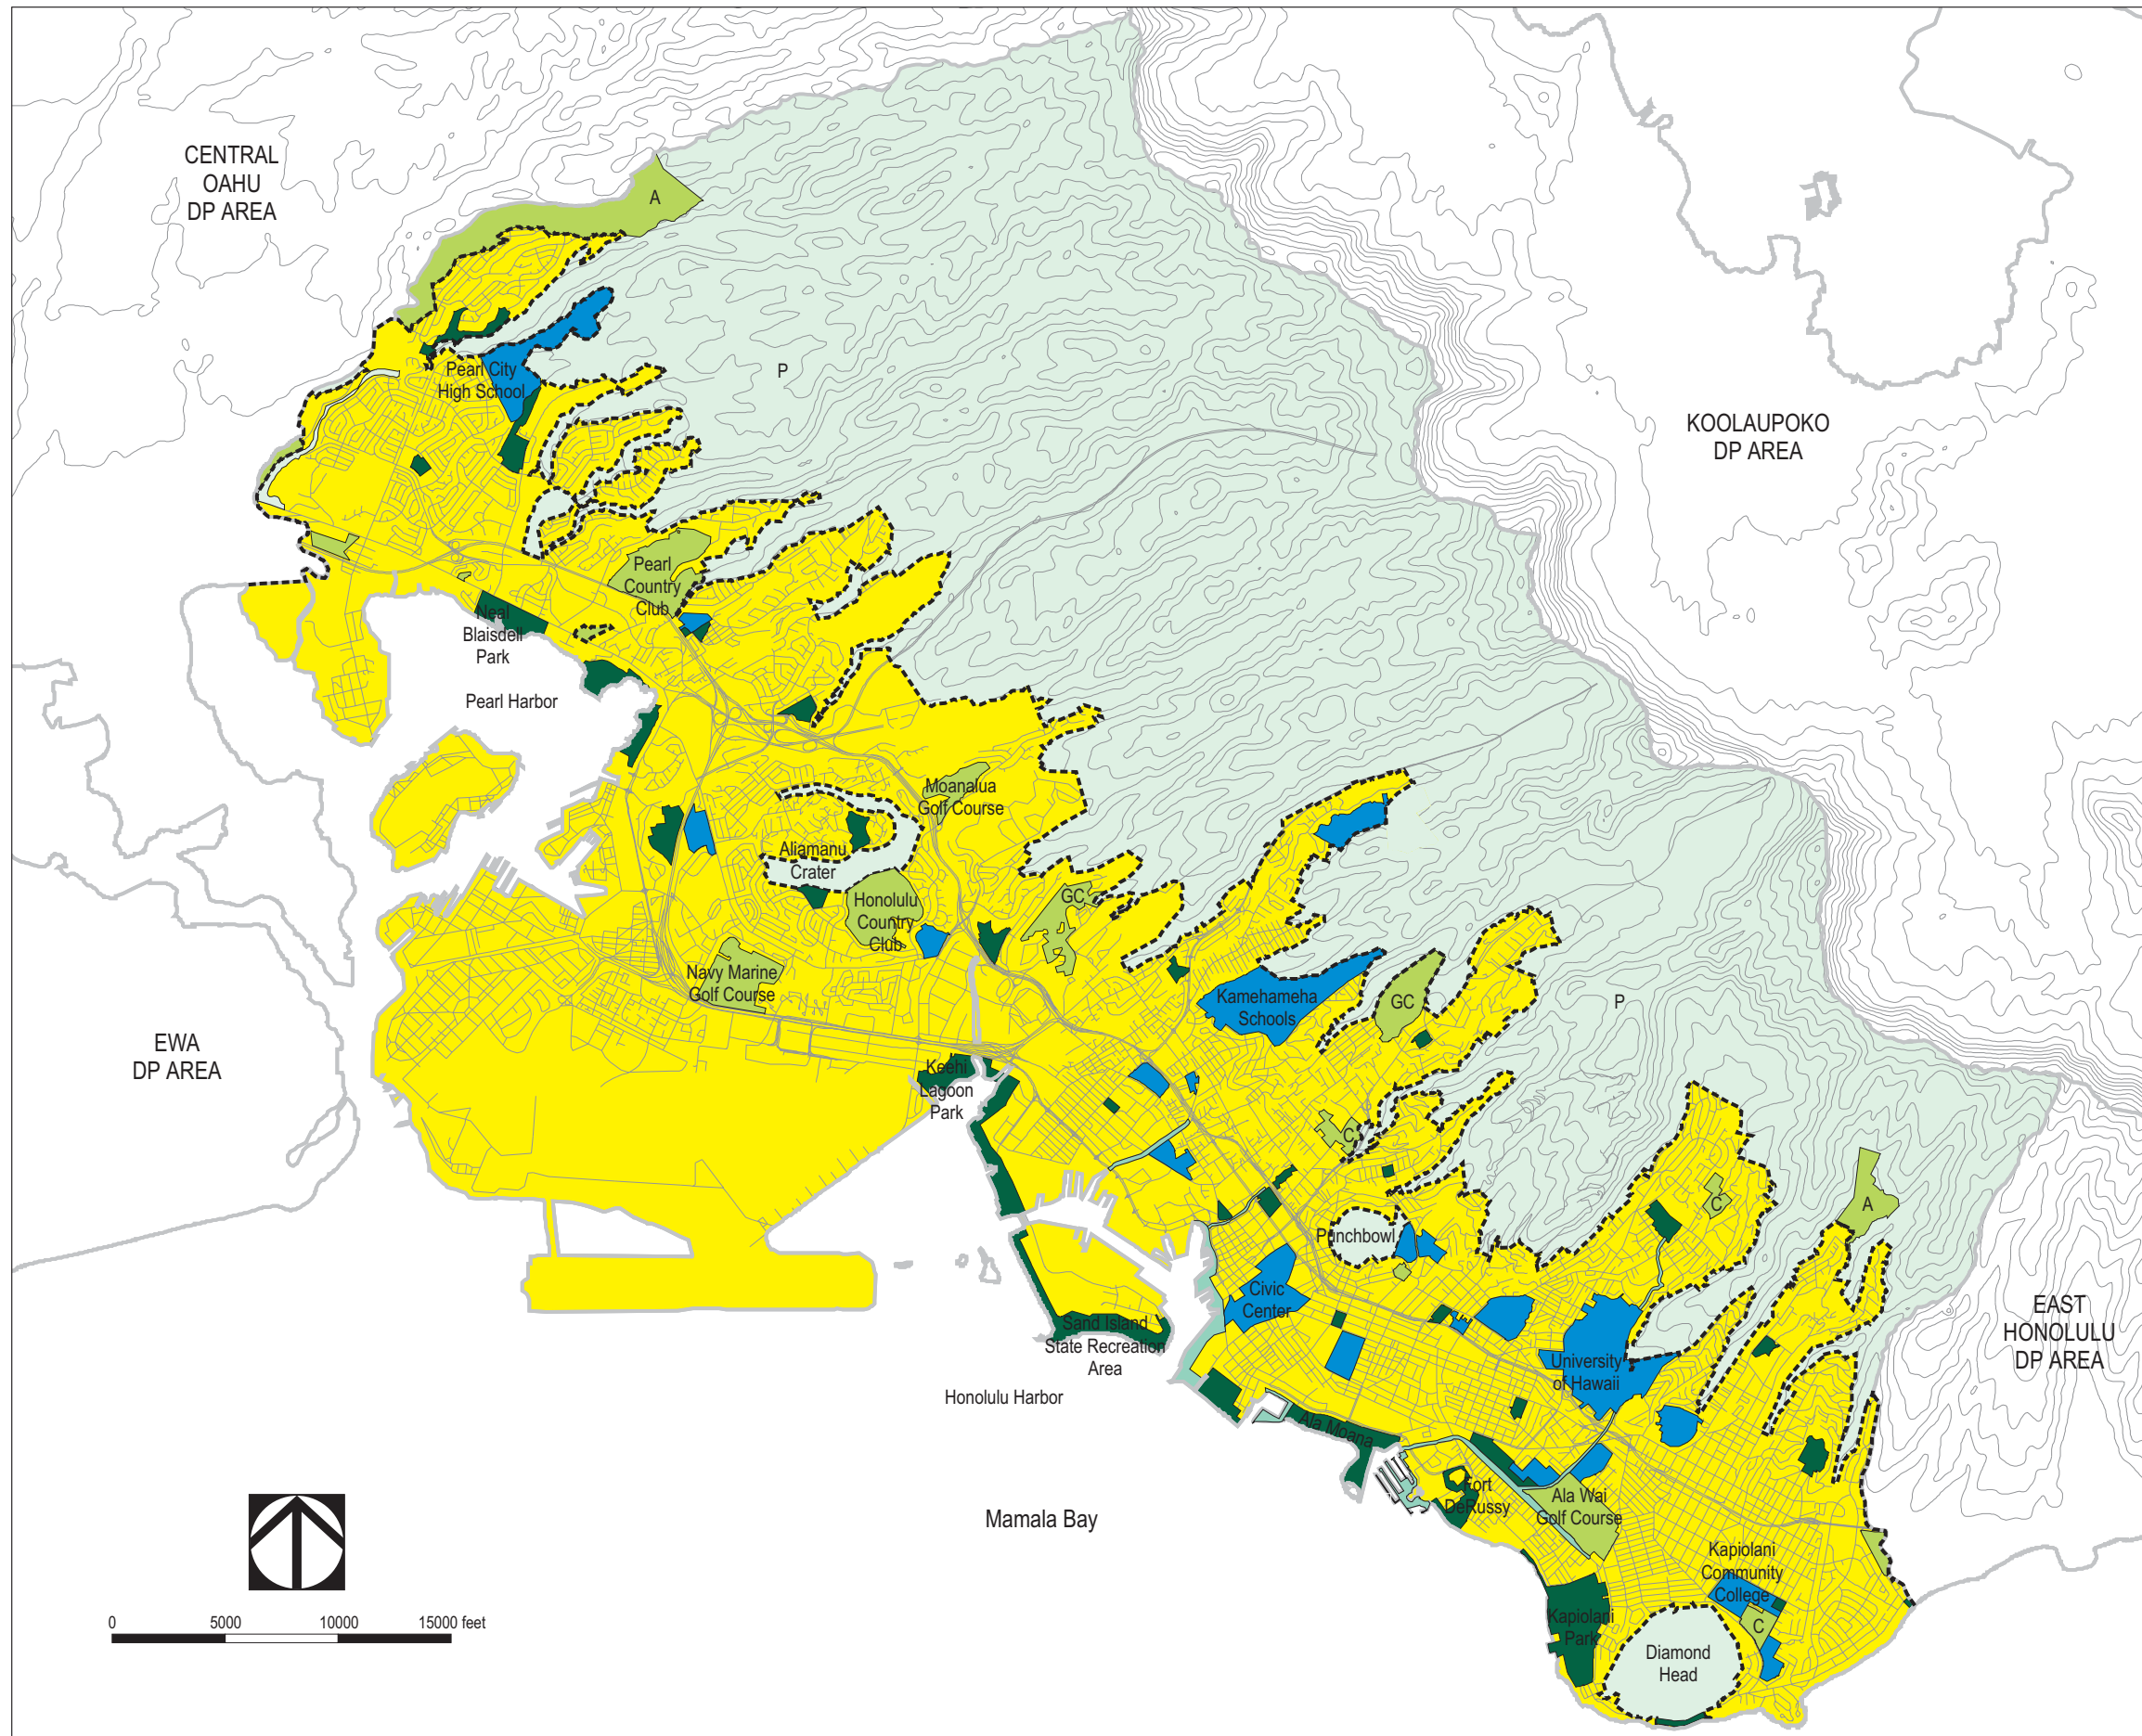 CENTRAL
OAHU
DP AREA
A
P
Pearl City
High School
KOOLAUPOKO
DP AREA
Pearl
Country
Club
Neal
Blaisdell
Park
Pearl Harbor
Moanalua
Golf Course
Aliamanu
Crater
GC
Honolulu
Country
Club
Navy Marine
Golf Course
Kamehameha
Schools
GC
P
EWA
DP AREA
Keehi
Lagoon
Park
C
C
A
Punchbowl
Civic
Center
Sand Island
State Recreation
Area
EAST
HONOLULU
DP AREA
University
of Hawaii
Honolulu Harbor
Ala Moana
Fort
DeRussy
Ala Wai
Golf Course
Mamala Bay
Kapiolani
Community
College
Kapiolani
Park
C
Diamond
Head
0 5000 10000 15000 feet